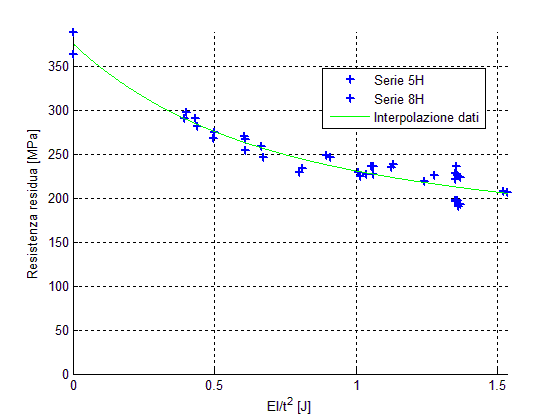 Serie 5H
Serie 8H
Interpolazione dati
Resistenza residua [MPa]
350
300
250
200
150
100
50
0
0
0.5
1
1.5
EI/t² [J]